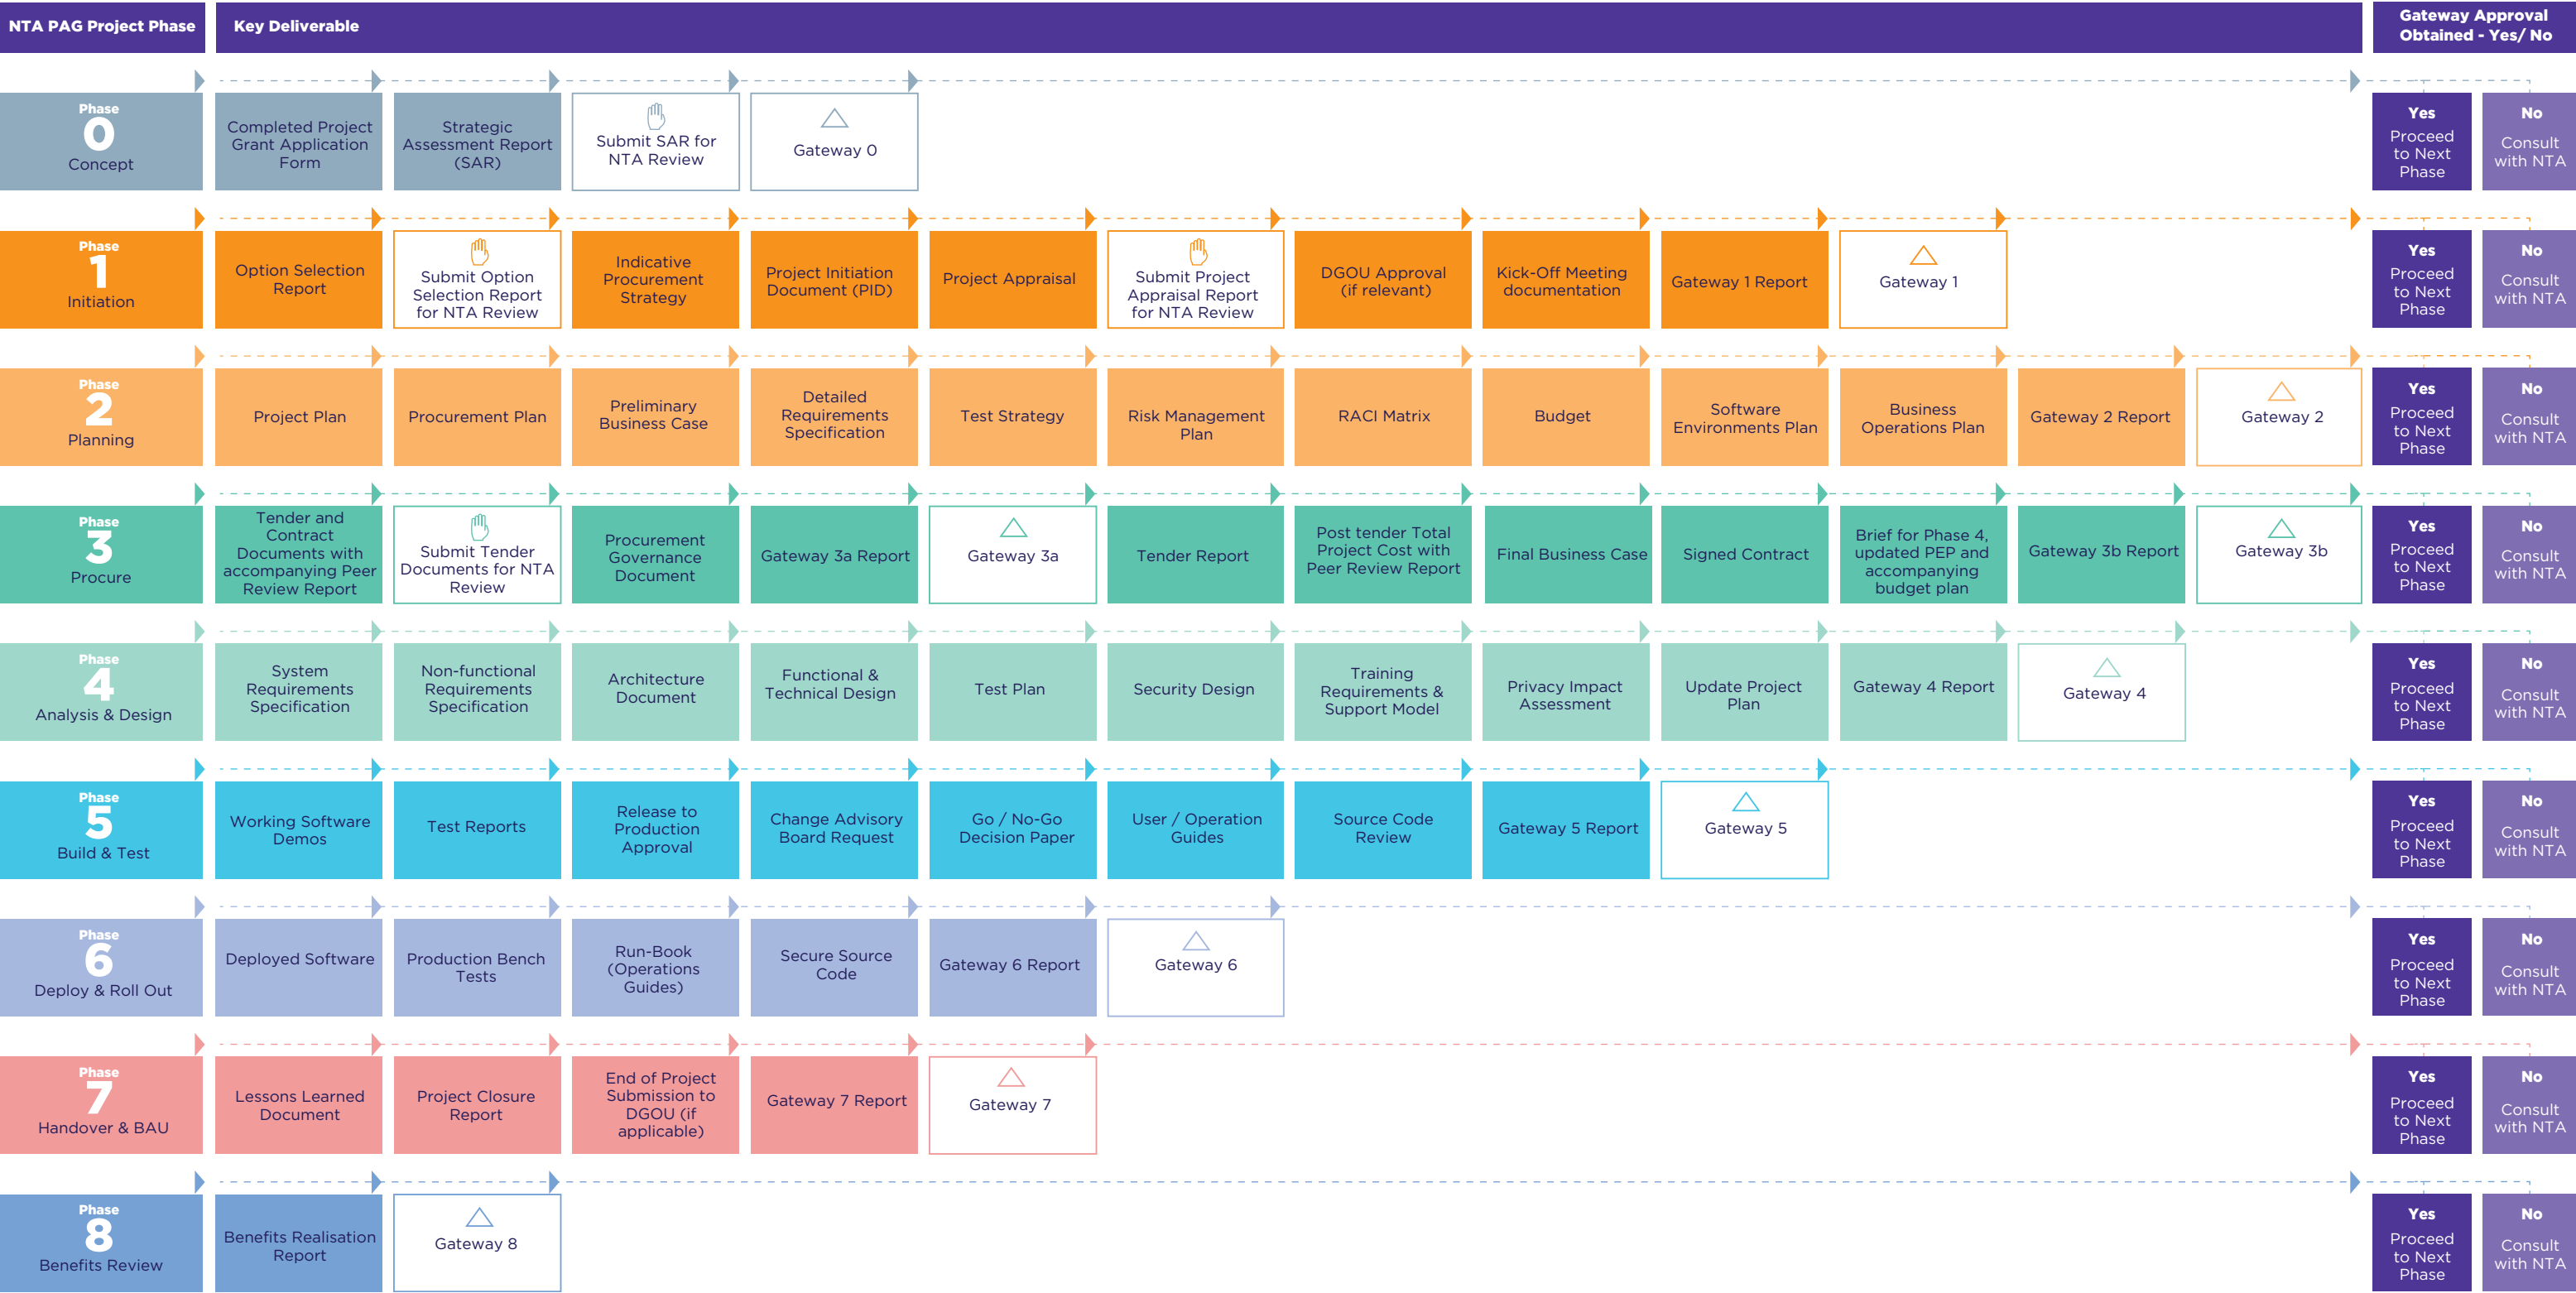 NTA PAG Project Phase
Key Deliverable
Gateway Approval
Obtained - Yes/ No
Phase
0
Concept
Completed Project
Grant Application
Form
Strategic
Assessment Report
(SAR)
Submit SAR for
NTA Review
Gateway 0
Yes
Proceed
to Next
Phase
No
Consult
with NTA
Phase
1
Initiation
Option Selection
Report
Submit Option
Selection Report
for NTA Review
Indicative
Procurement
Strategy
Project Initiation
Document (PID)
Project Appraisal
Submit Project
Appraisal Report
for NTA Review
DGOU Approval
(if relevant)
Kick-Off Meeting
documentation
Gateway 1 Report
Gateway 1
Yes
Proceed
to Next
Phase
No
Consult
with NTA
Phase
2
Planning
Project Plan
Procurement Plan
Preliminary
Business Case
Detailed
Requirements
Specification
Test Strategy
Risk Management
Plan
RACI Matrix
Budget
Software
Environments Plan
Business
Operations Plan
Gateway 2 Report
Gateway 2
Yes
Proceed
to Next
Phase
No
Consult
with NTA
Phase
3
Procure
Tender and
Contract
Documents with
accompanying Peer
Review Report
Submit Tender
Documents for NTA
Review
Procurement
Governance
Document
Gateway 3a Report
Gateway 3a
Tender Report
Post tender Total
Project Cost with
Peer Review Report
Final Business Case
Signed Contract
Brief for Phase 4,
updated PEP and
accompanying
budget plan
Gateway 3b Report
Gateway 3b
Yes
Proceed
to Next
Phase
No
Consult
with NTA
Phase
4
Analysis & Design
System
Requirements
Specification
Non-functional
Requirements
Specification
Architecture
Document
Functional &
Technical Design
Test Plan
Security Design
Training
Requirements &
Support Model
Privacy Impact
Assessment
Update Project
Plan
Gateway 4 Report
Gateway 4
Yes
Proceed
to Next
Phase
No
Consult
with NTA
Phase
5
Build & Test
Working Software
Demos
Test Reports
Release to
Production
Approval
Change Advisory
Board Request
Go / No-Go
Decision Paper
User / Operation
Guides
Source Code
Review
Gateway 5 Report
Gateway 5
Yes
Proceed
to Next
Phase
No
Consult
with NTA
Phase
6
Deploy & Roll Out
Deployed Software
Production Bench
Tests
Run-Book
(Operations
Guides)
Secure Source
Code
Gateway 6 Report
Gateway 6
Yes
Proceed
to Next
Phase
No
Consult
with NTA
Phase
7
Handover & BAU
Lessons Learned
Document
Project Closure
Report
End of Project
Submission to
DGOU (if
applicable)
Gateway 7 Report
Gateway 7
Yes
Proceed
to Next
Phase
No
Consult
with NTA
Phase
8
Benefits Review
Benefits Realisation
Report
Gateway 8
Yes
Proceed
to Next
Phase
No
Consult
with NTA